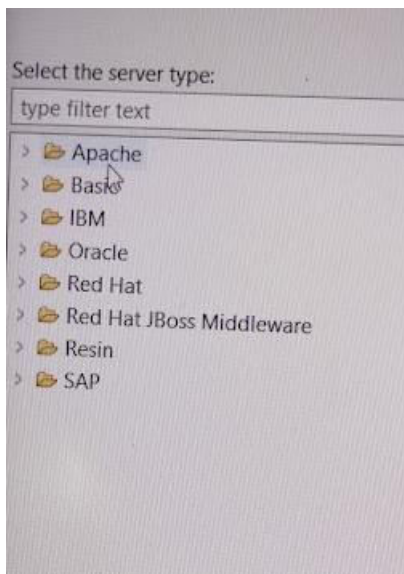 Select the server type:
type filter text
Apache
Basic
IBM
Oracle
Red Hat
Red Hat JBoss Middleware
Resin
SAP